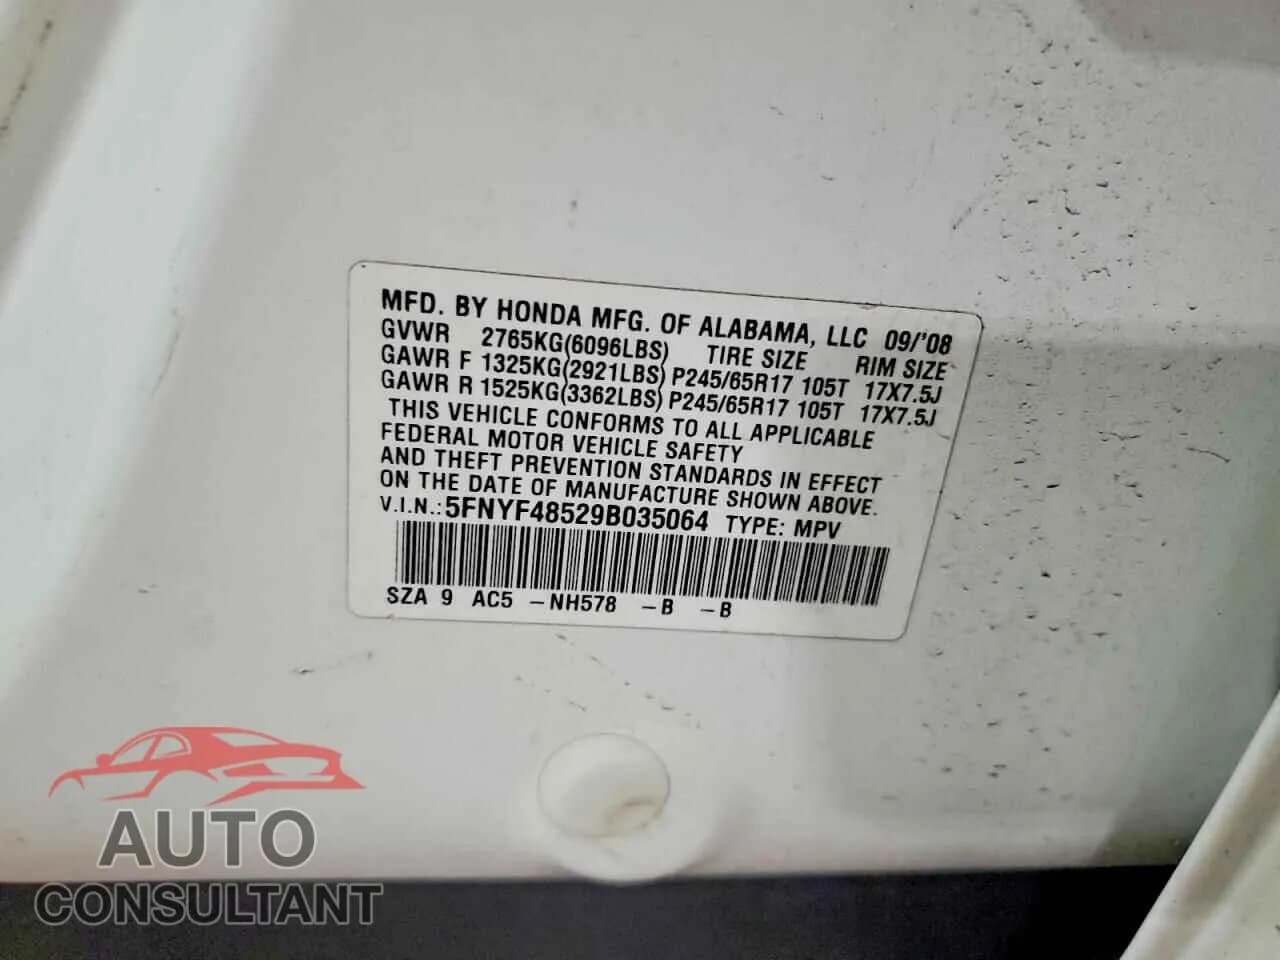 MFD. BY HONDA MFG. OF ALABAMA, LLC 09/'08
GVWR 2765KG(6096LBS) TIRE SIZE RIM SIZE
GAWR F 1325KG(2921LBS) P245/65R17 105T 17X7.5J
GAWR R 1525KG(3362LBS) P245/65R17 105T 17X7.5J
THIS VEHICLE CONFORMS TO ALL APPLICABLE
FEDERAL MOTOR VEHICLE SAFETY
AND THEFT PREVENTION STANDARDS IN EFFECT
ON THE DATE OF MANUFACTURE SHOWN ABOVE.
V.I.N.: 5FNYF48529B035064 TYPE: MPV
SZA 9 AC5 -NH578 -B -B
AUTO
CONSULTANT